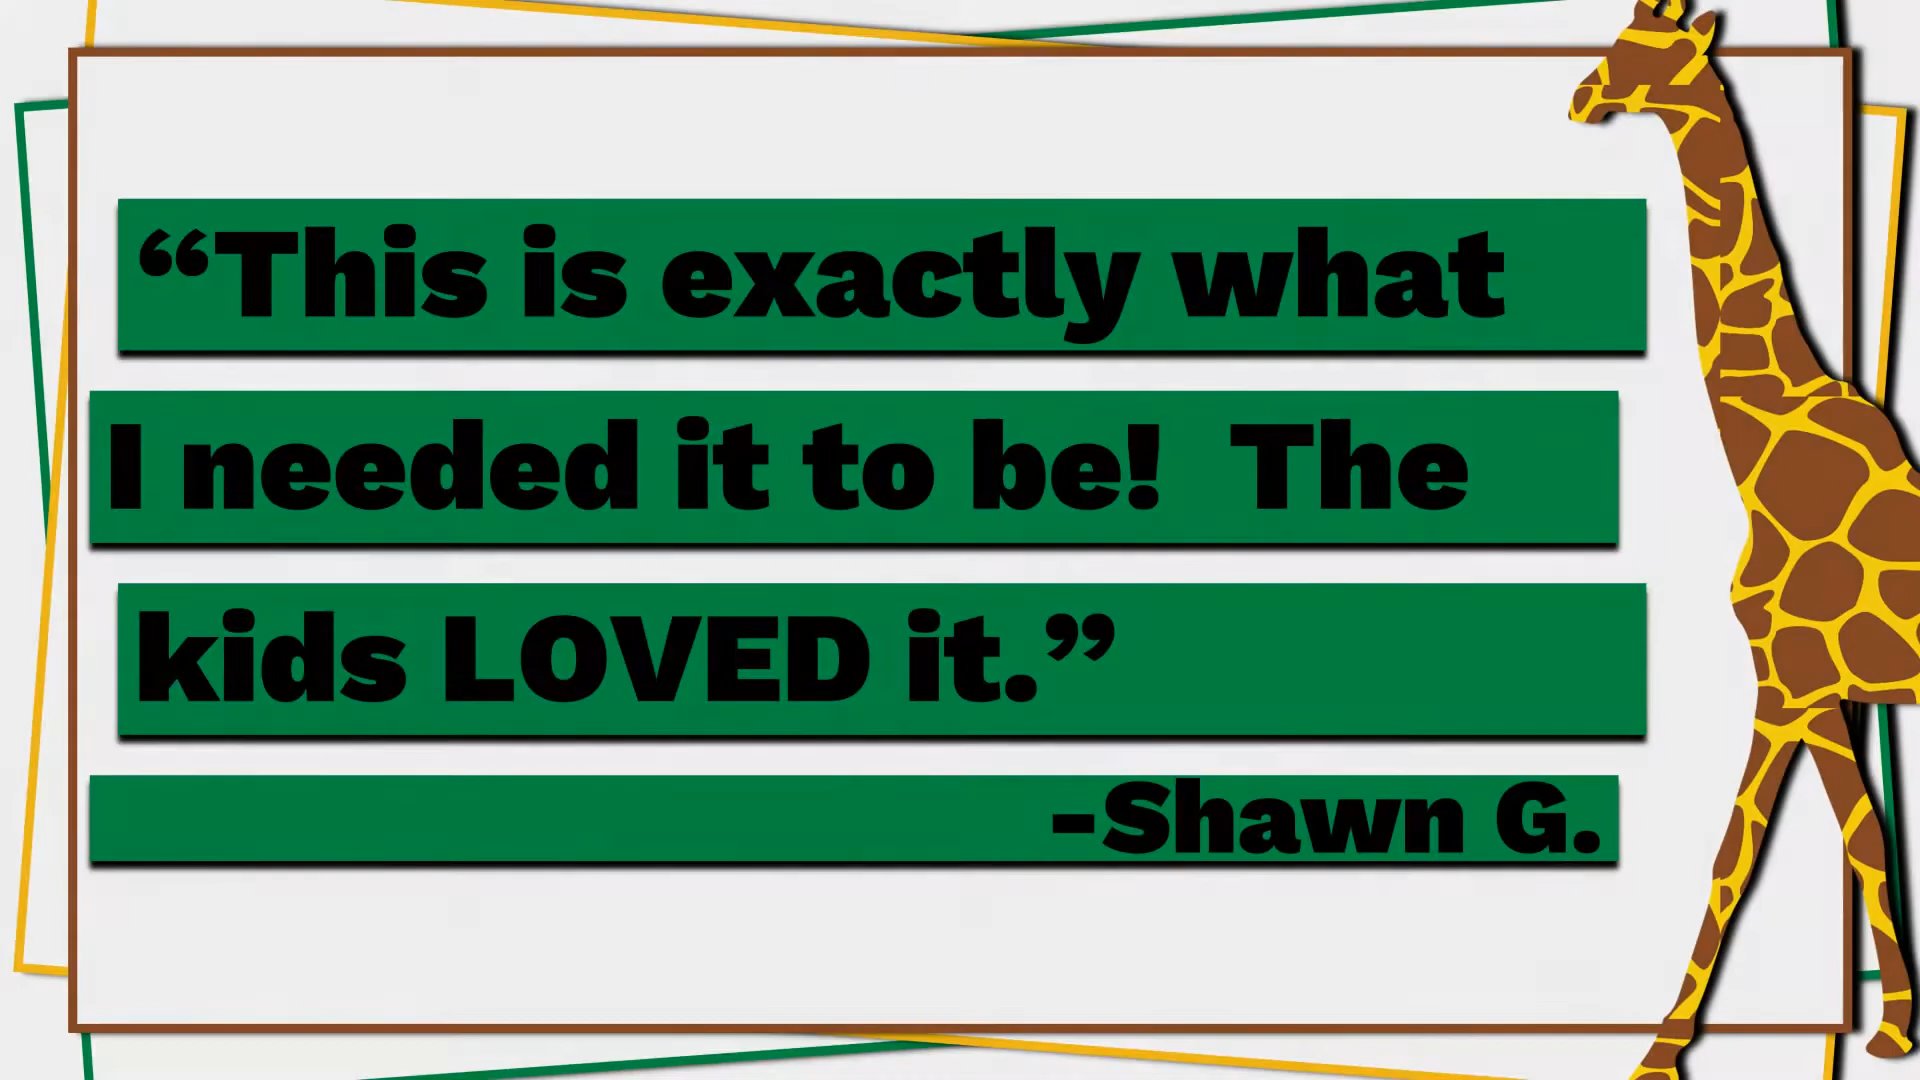 “This is exactly what
I needed it to be!  The
kids LOVED it.”
-Shawn G.